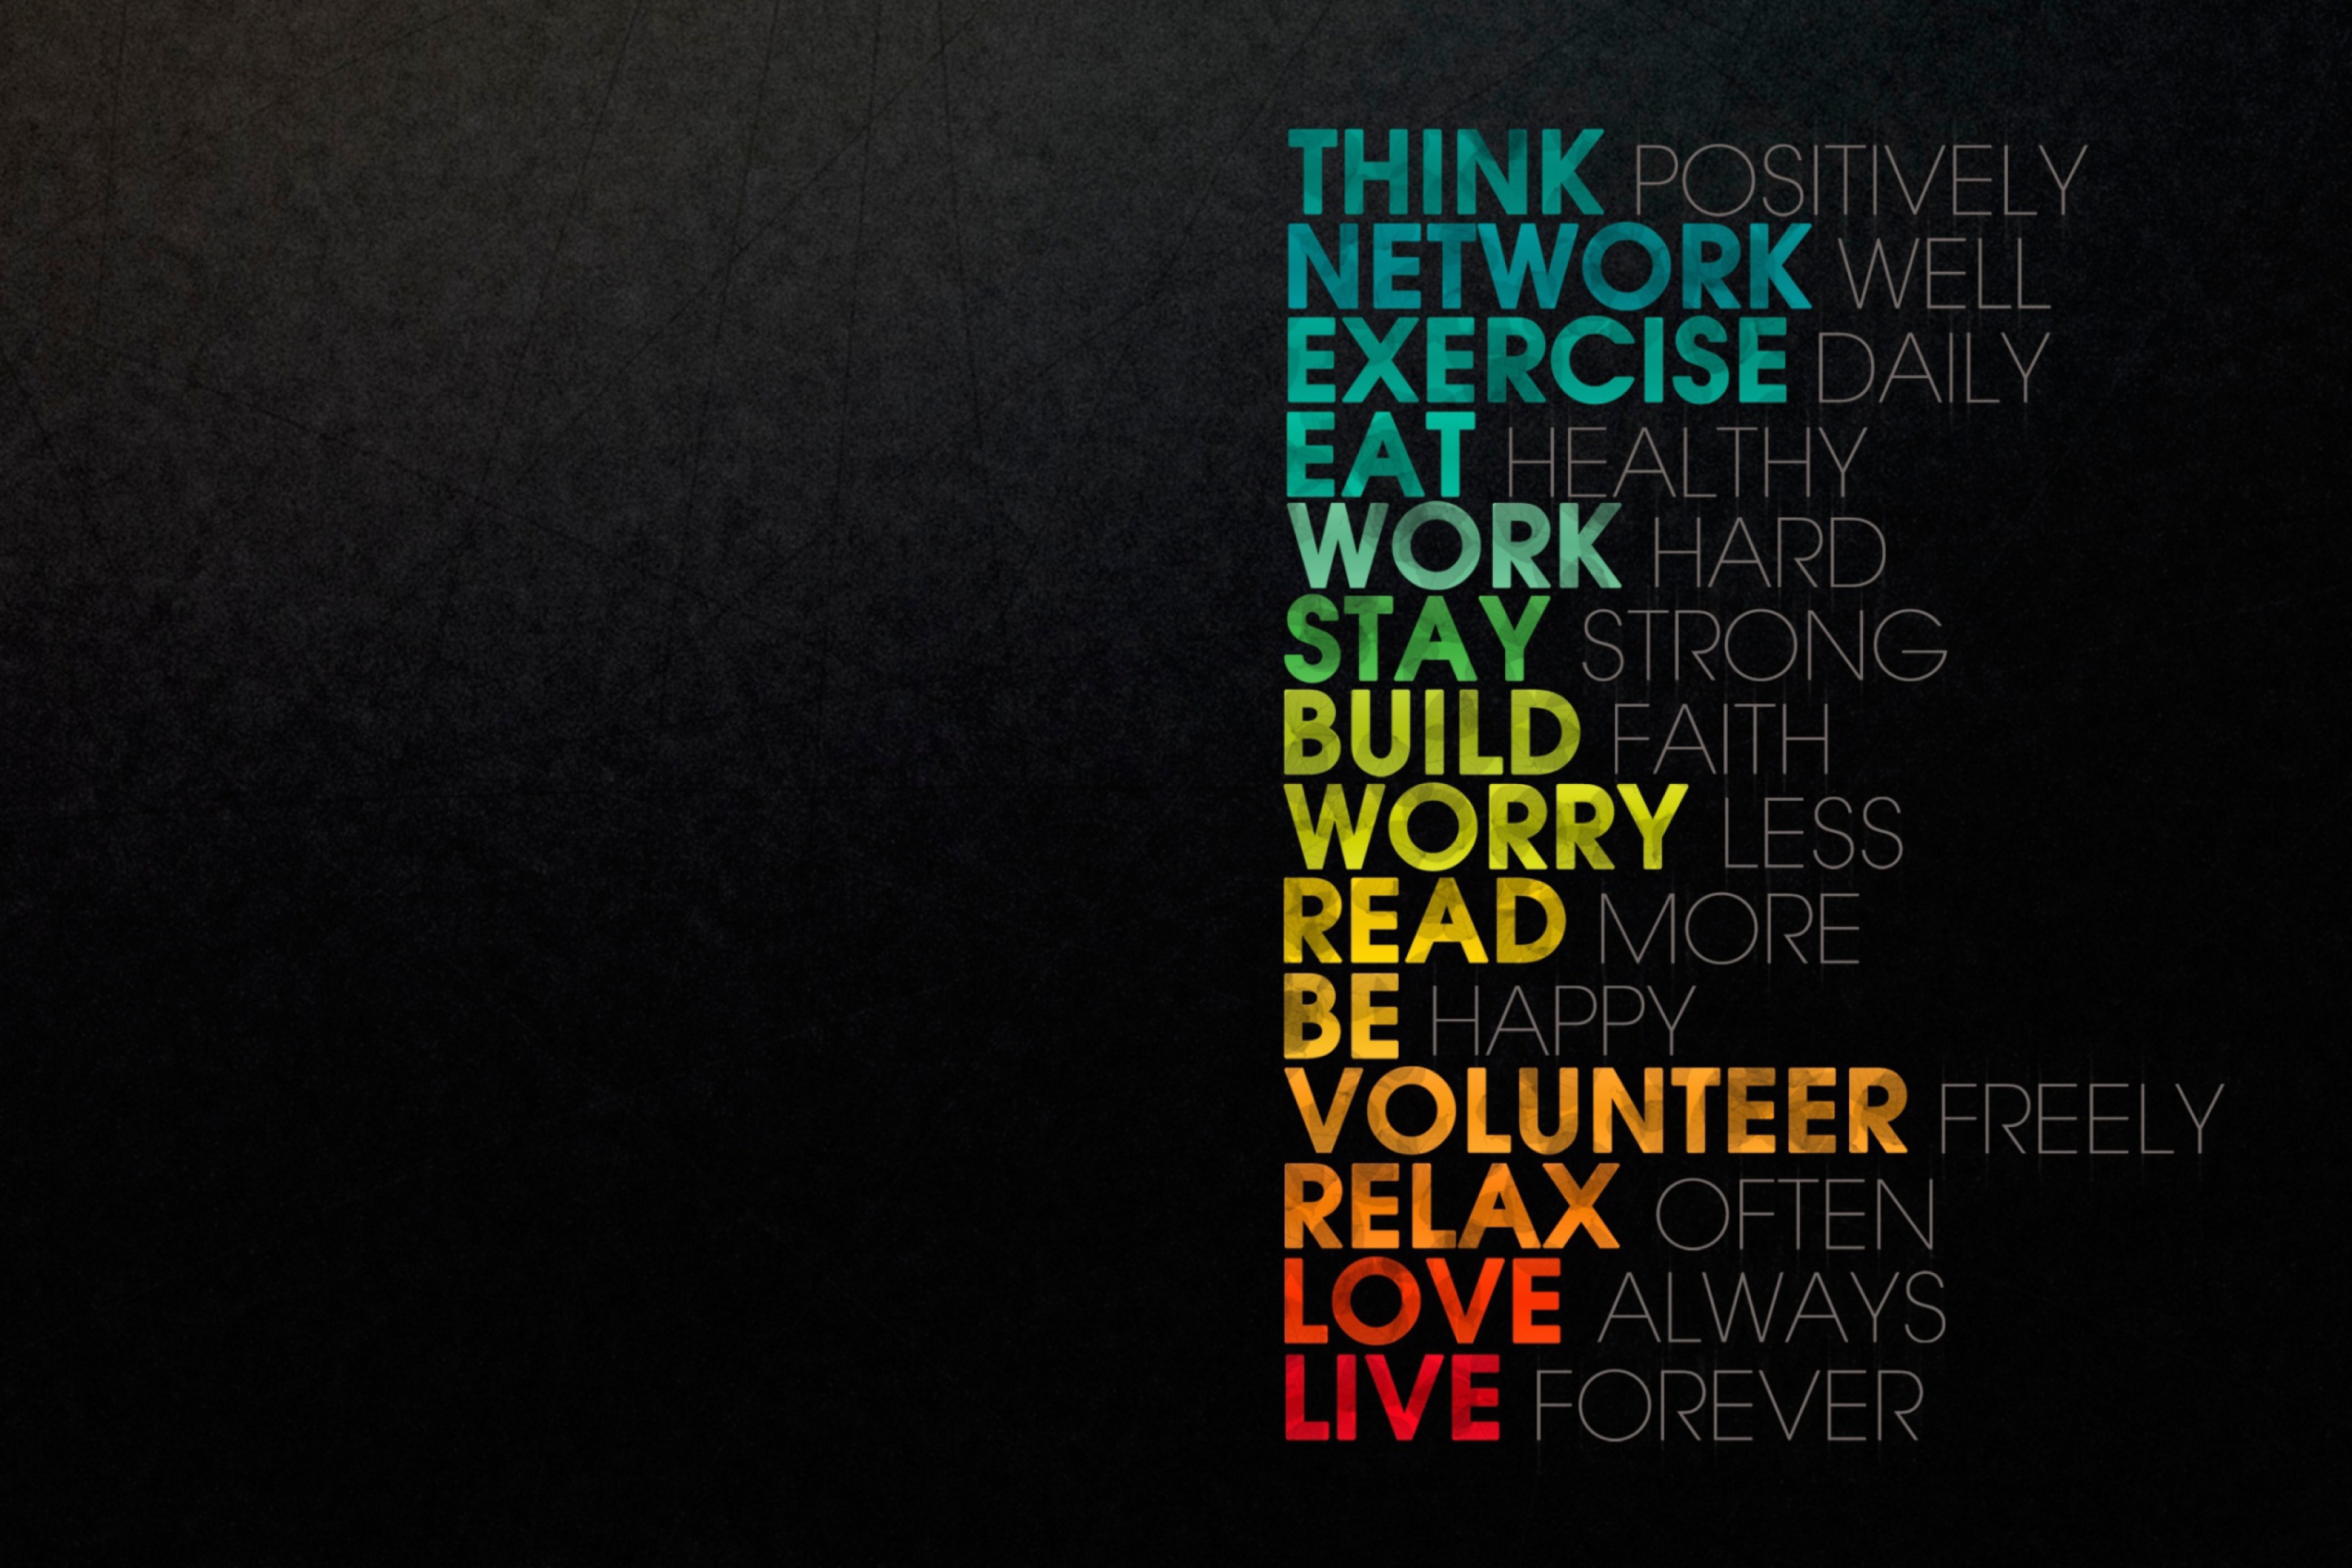 THINK POSITIVELY
NETWORK WELL
EXERCISE DAILY
EAT HEALTHY
WORK HARD
STAY STRONG
BUILD FAITH
WORRY LESS
READ MORE
BE HAPPY
VOLUNTEER FREELY
RELAX OFTEN
LOVE ALWAYS
LIVE FOREVER